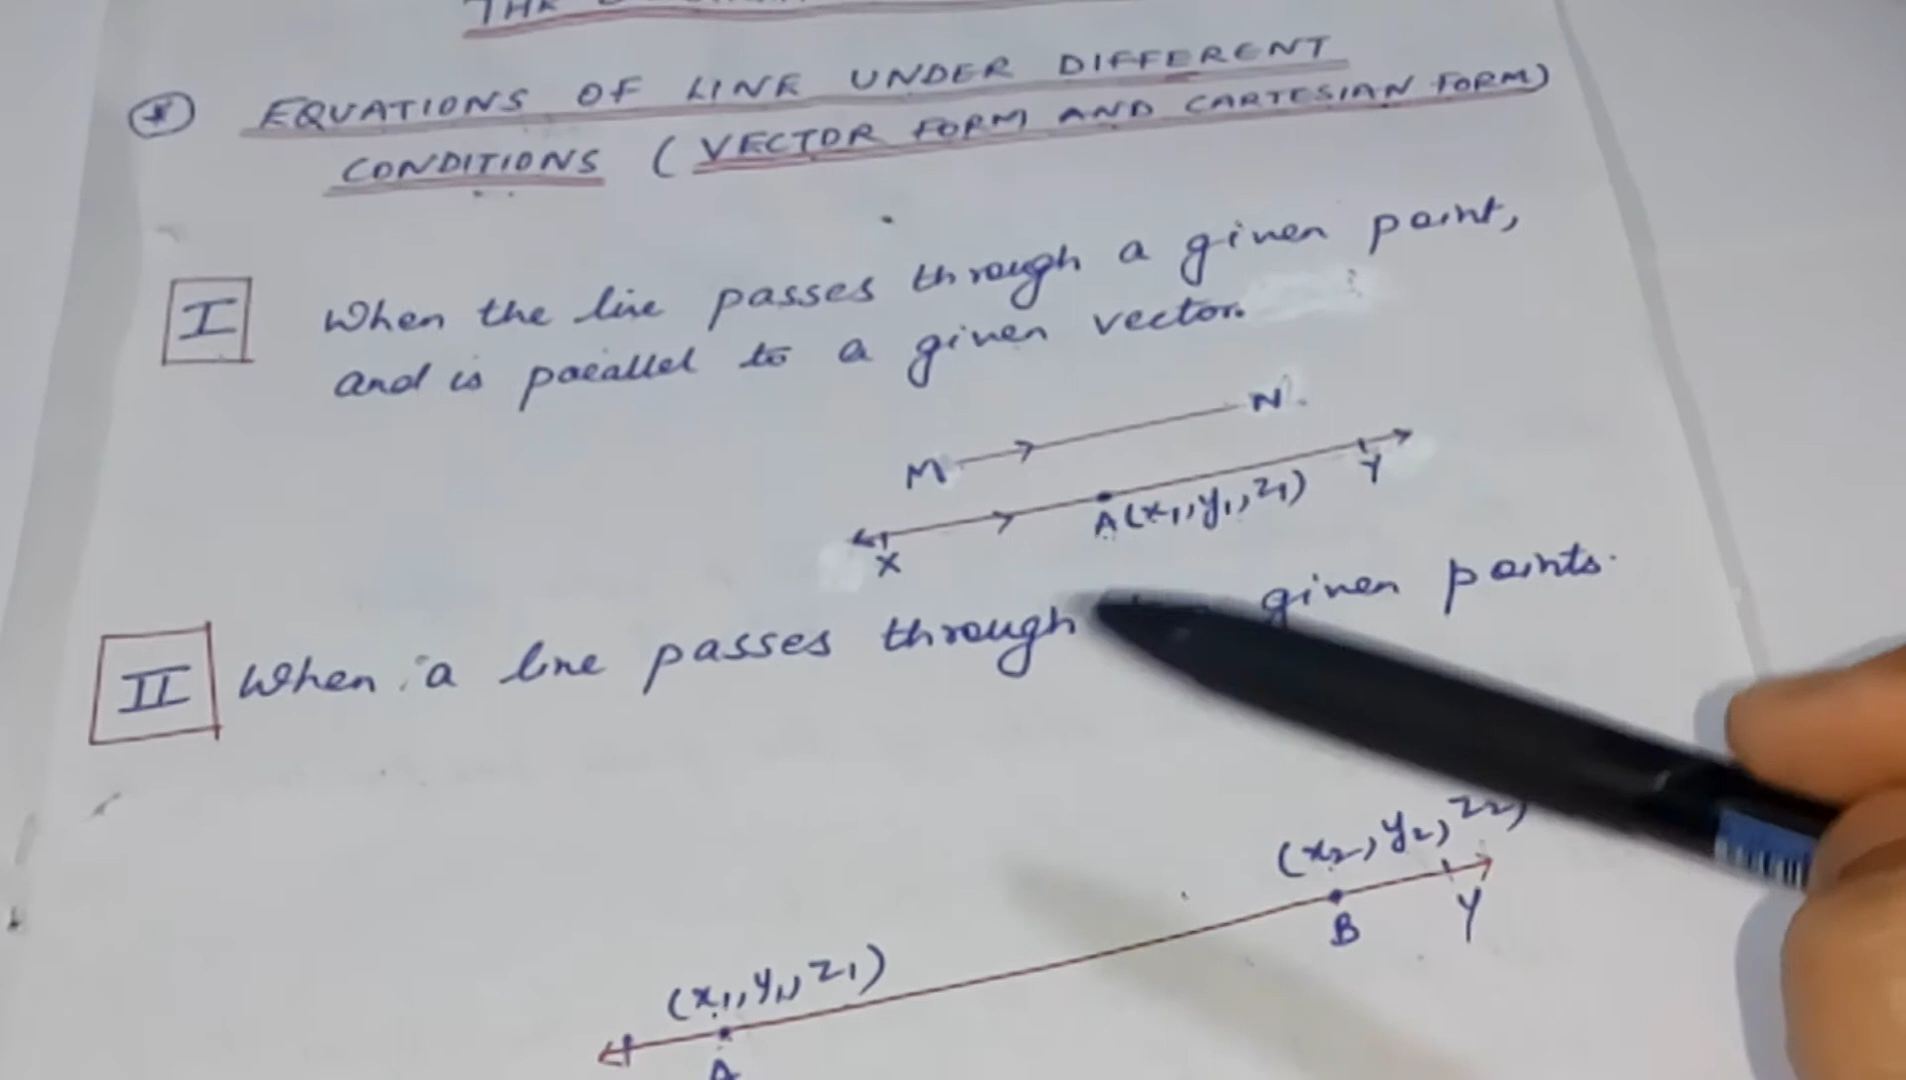 THE
* EQUATIONS OF LINE UNDER DIFFERENT
CONDITIONS (VECTOR FORM AND CARTESIAN FORM)
I When the line passes through a given point,
and is parallel to a given vector.
M N
X A(x₁,y₁,z₁) Y
II When a line passes through given points.
(x₂, y₂, z₂)
B Y
(x₁,y₁,z₁)
A